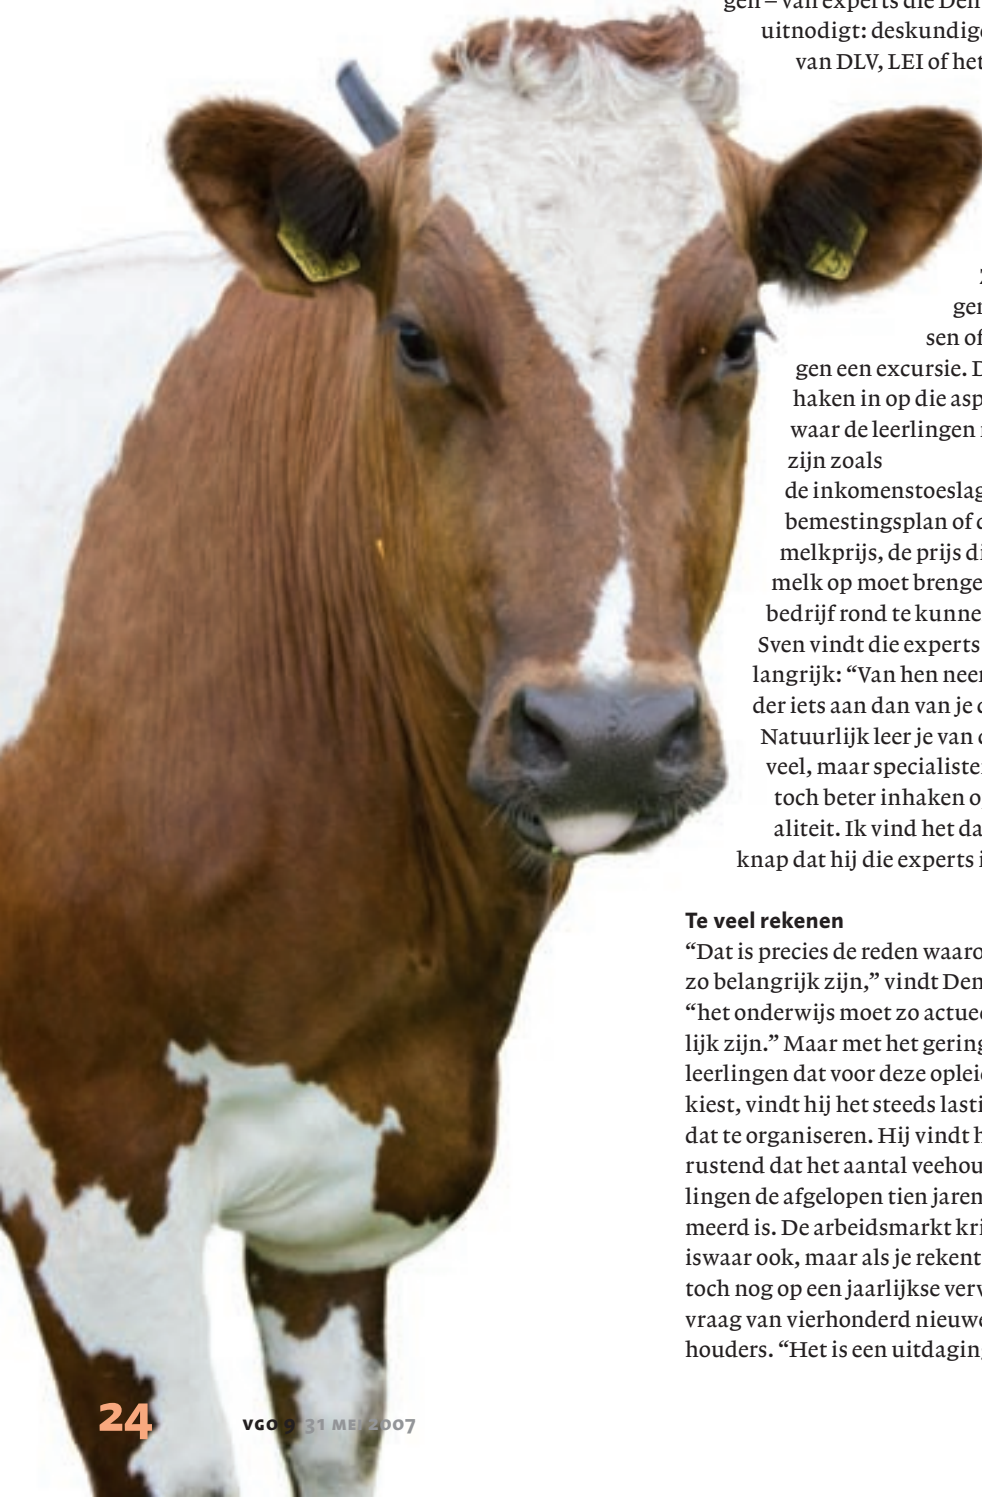 gen – van experts die Den
uitnodigt: deskundige
van DLV, LEI of het
gen
sen of
gen een excursie. D
haken in op die asp
waar de leerlingen
zijn zoals
de inkomenstoeslag
bemestingsplan of
melkprijs, de prijs di
melk op moet brenge
bedrijf rond te kunne
Sven vindt die experts
langrijk: “Van hen neem
der iets aan dan van je
Natuurlijk leer je van
veel, maar specialiste
toch beter inhaken o
aliteit. Ik vind het da
knap dat hij die experts i
Te veel rekenen
“Dat is precies de reden waaro
zo belangrijk zijn,” vindt Den
“het onderwijs moet zo actuee
lijk zijn.” Maar met het gering
leerlingen dat voor deze oplei
kiest, vindt hij het steeds lasti
dat te organiseren. Hij vindt h
rustend dat het aantal veehou
lingen de afgelopen tien jaren
meerd is. De arbeidsmarkt kri
iswaar ook, maar als je rekent
toch nog op een jaarlijkse verv
vraag van vierhonderd nieuwe
houders. “Het is een uitdaging
24
VGO 9 31 MEI 2007